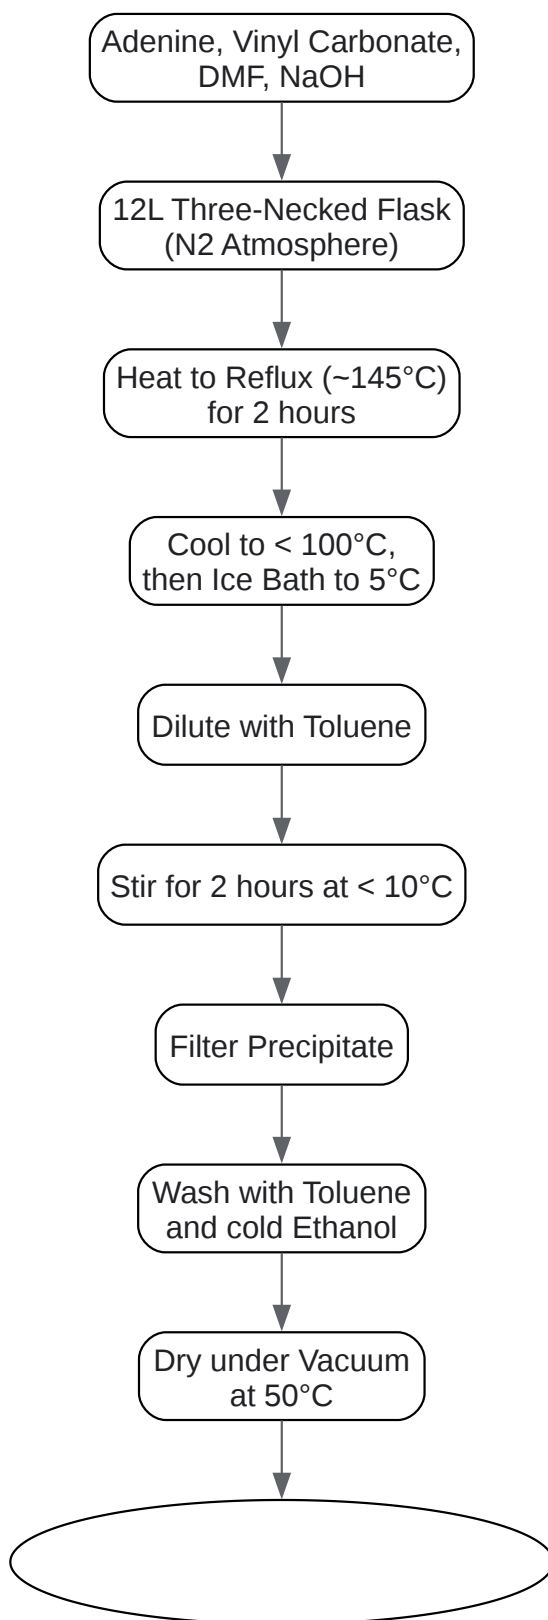 Adenine, Vinyl Carbonate,
DMF, NaOH
12L Three-Necked Flask
(N2 Atmosphere)
Heat to Reflux (~145°C)
for 2 hours
Cool to < 100°C,
then Ice Bath to 5°C
Dilute with Toluene
Stir for 2 hours at < 10°C
Filter Precipitate
Wash with Toluene
and cold Ethanol
Dry under Vacuum
at 50°C